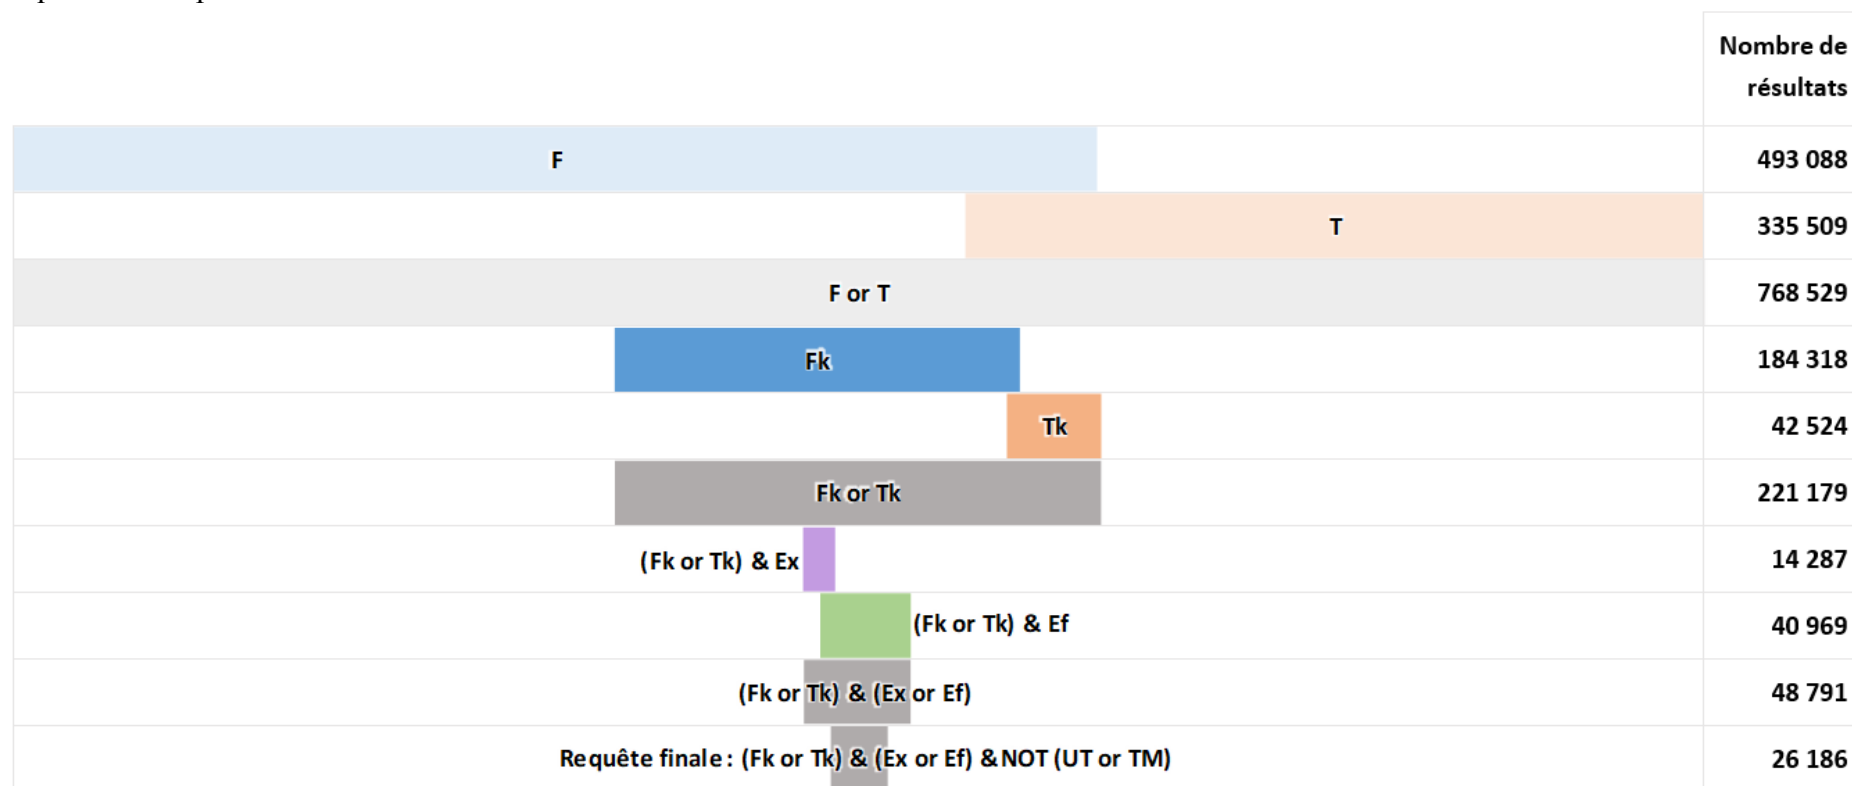 Nombre de
résultats
F 493 088
T 335 509
F or T 768 529
Fk 184 318
Tk 42 524
Fk or Tk 221 179
(Fk or Tk) & Ex 14 287
(Fk or Tk) & Ef 40 969
(Fk or Tk) & (Ex or Ef) 48 791
Requête finale : (Fk or Tk) & (Ex or Ef) &NOT (UT or TM) 26 186